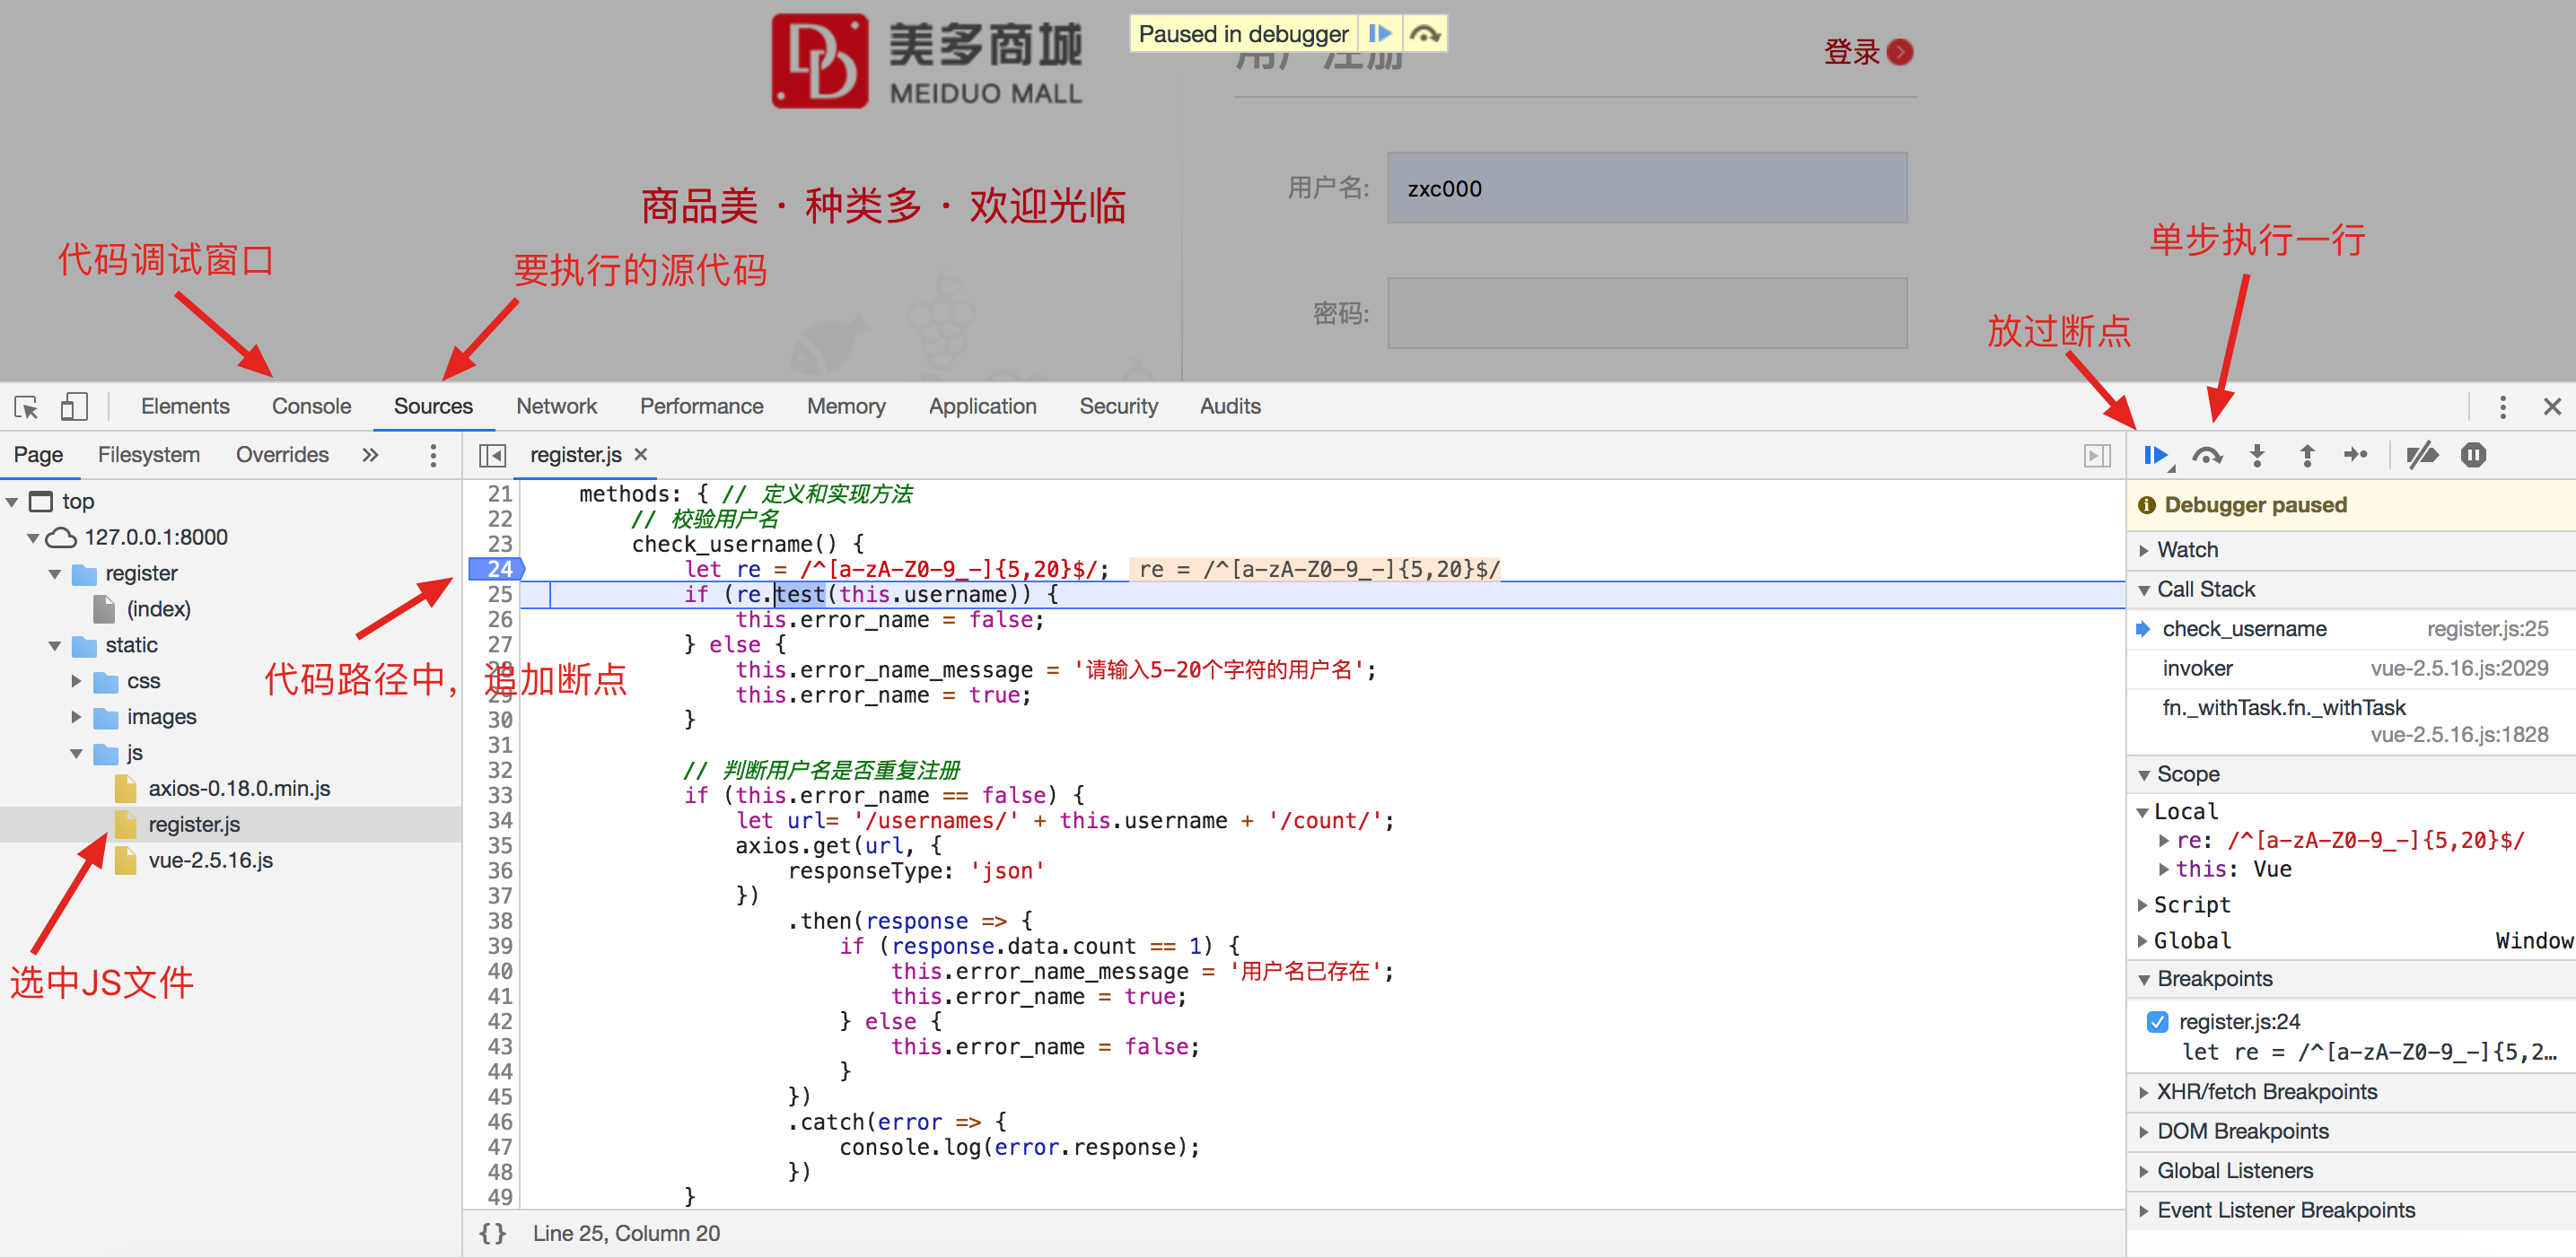 美多商城
MEIDUO MALL
Paused in debugger
用户注册
登录
商品美 · 种类多 · 欢迎光临
用户名:
zxc000
密码:
代码调试窗口
要执行的源代码
单步执行一行
放过断点
Elements Console Sources Network Performance Memory Application Security Audits
Page Filesystem Overrides »
register.js ×
top
127.0.0.1:8000
register
(index)
static
css
images
js
axios-0.18.0.min.js
register.js
vue-2.5.16.js
代码路径中，追加断点
选中JS文件
21 methods: { // 定义和实现方法
22 // 校验用户名
23 check_username() {
24 let re = /^[a-zA-Z0-9_-]{5,20}$/; re = /^[a-zA-Z0-9_-]{5,20}$/
25 if (re.test(this.username)) {
26 this.error_name = false;
27 } else {
28 this.error_name_message = '请输入5-20个字符的用户名';
29 this.error_name = true;
30 }
31
32 // 判断用户名是否重复注册
33 if (this.error_name == false) {
34 let url= '/usernames/' + this.username + '/count/';
35 axios.get(url, {
36 responseType: 'json'
37 })
38 .then(response => {
39 if (response.data.count == 1) {
40 this.error_name_message = '用户名已存在';
41 this.error_name = true;
42 } else {
43 this.error_name = false;
44 }
45 })
46 .catch(error => {
47 console.log(error.response);
48 })
49 }
{} Line 25, Column 20
Debugger paused
Watch
Call Stack
check_username register.js:25
invoker vue-2.5.16.js:2029
fn._withTask.fn._withTask
vue-2.5.16.js:1828
Scope
Local
re: /^[a-zA-Z0-9_-]{5,20}$/
this: Vue
Script
Global Window
Breakpoints
register.js:24
let re = /^[a-zA-Z0-9_-]{5,2…
XHR/fetch Breakpoints
DOM Breakpoints
Global Listeners
Event Listener Breakpoints